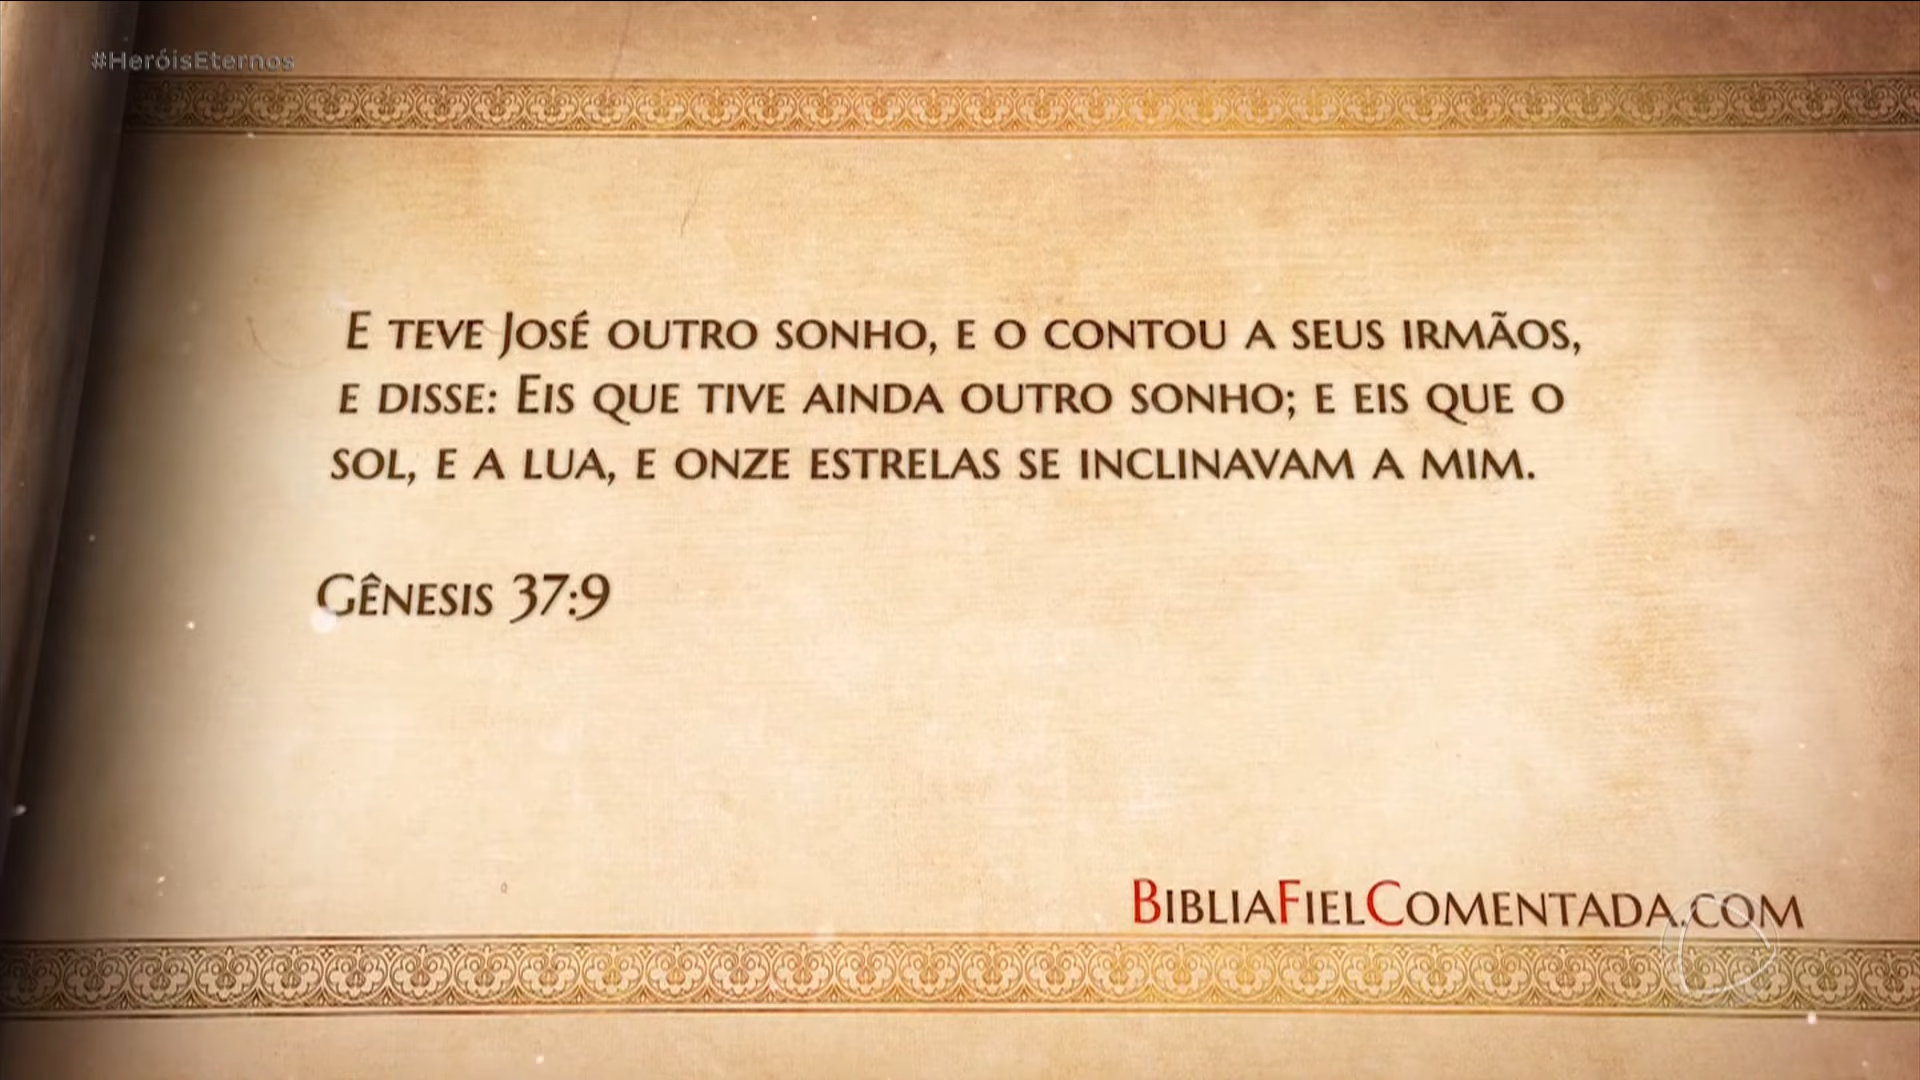 #HeróisEternos
E teve José outro sonho, e o contou a seus irmãos,
e disse: Eis que tive ainda outro sonho; e eis que o
sol, e a lua, e onze estrelas se inclinavam a mim.
Gênesis 37:9
BibliaFielComentada.com